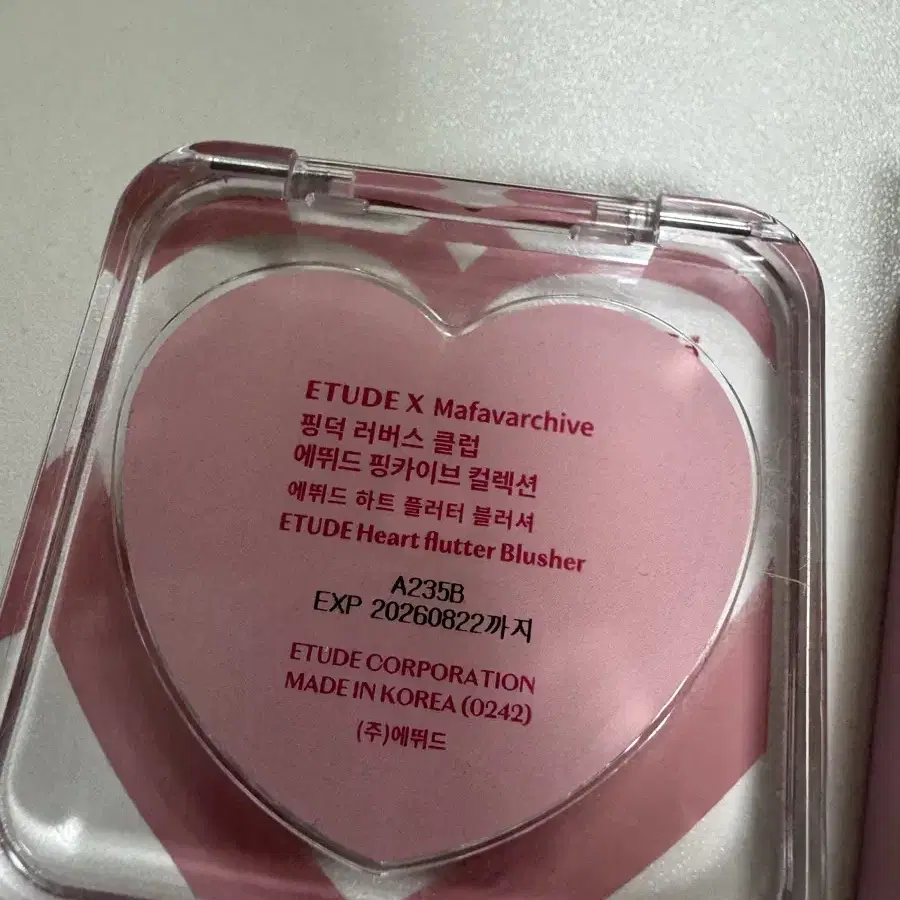 ETUDE X Mafavarchive
핑덕 러버스 클럽
에뛰드 핑카이브 컬렉션
에뛰드 하트 플러터 블러셔
ETUDE Heart flutter Blusher
A235B
EXP 20260822까지
ETUDE CORPORATION
MADE IN KOREA (0242)
(주)에뛰드